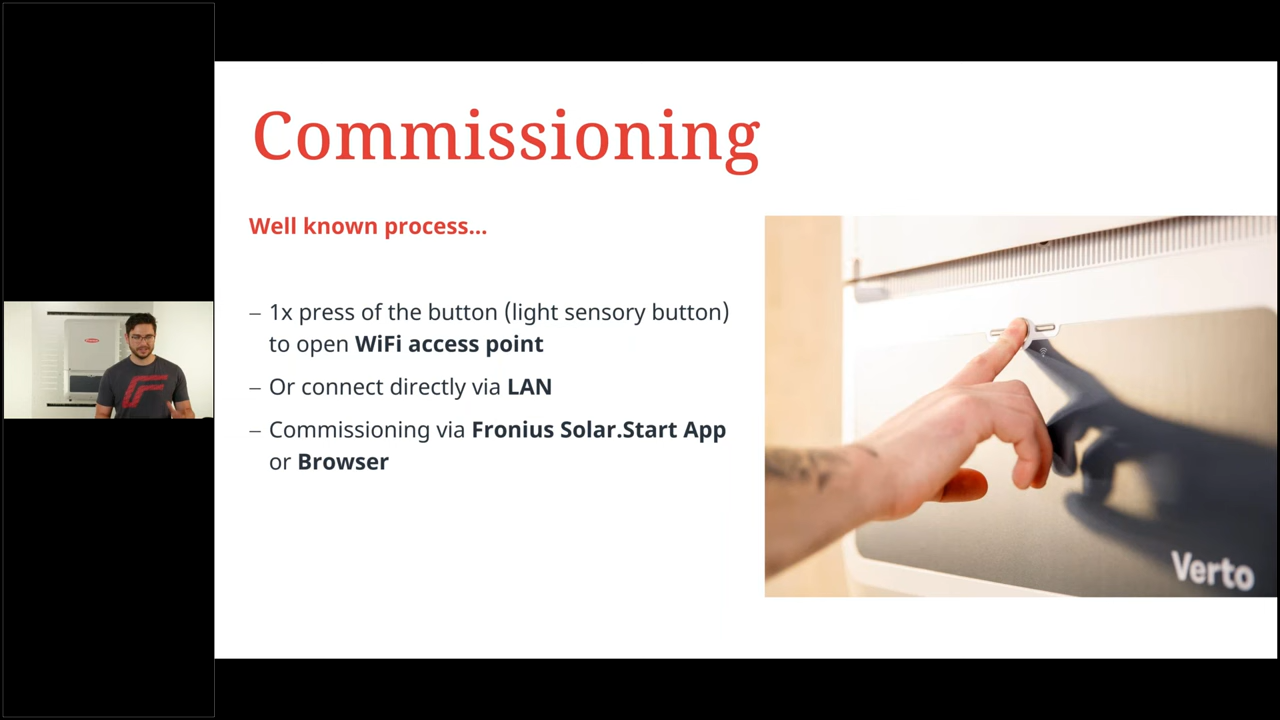 Commissioning
Well known process...
– 1x press of the button (light sensory button)
to open WiFi access point
– Or connect directly via LAN
– Commissioning via Fronius Solar.Start App
or Browser
Verto